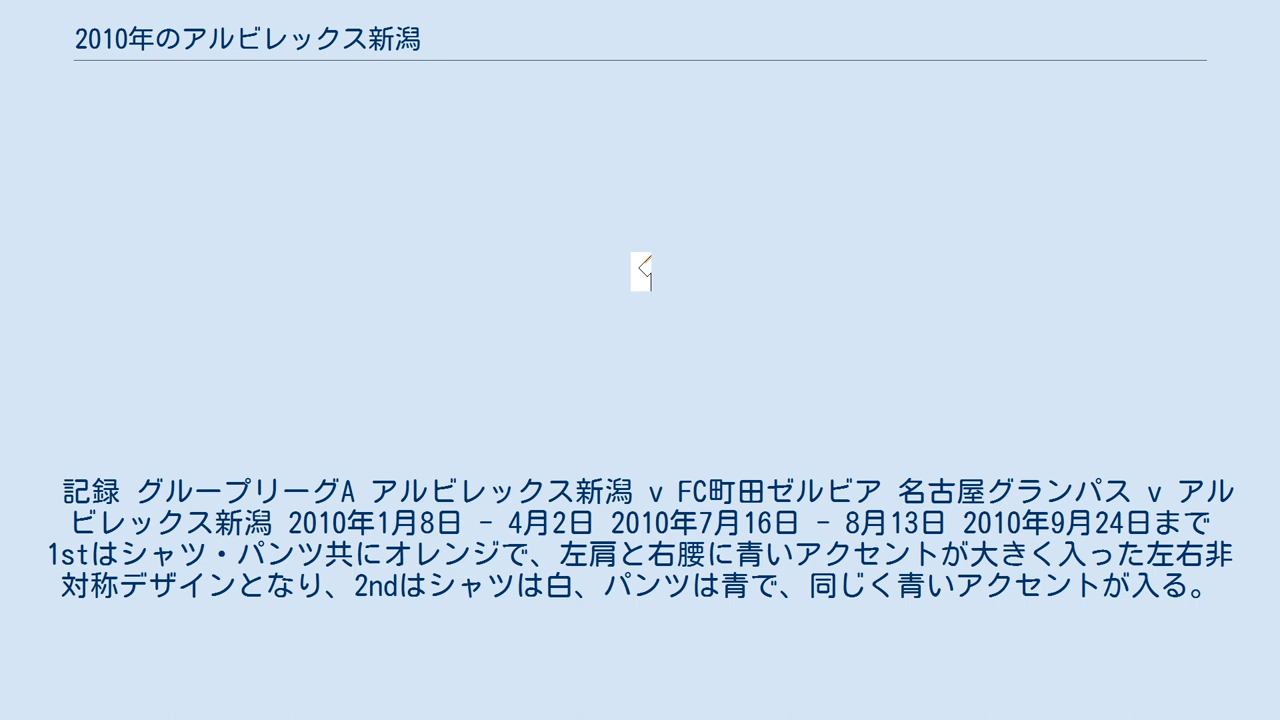 2010年のアルビレックス新潟
記録 グループリーグA アルビレックス新潟 v FC町田ゼルビア 名古屋グランパス v アル
ビレックス新潟 2010年1月8日 - 4月2日 2010年7月16日 - 8月13日 2010年9月24日まで
1stはシャツ・パンツ共にオレンジで、左肩と右腰に青いアクセントが大きく入った左右非
対称デザインとなり、2ndはシャツは白、パンツは青で、同じく青いアクセントが入る。